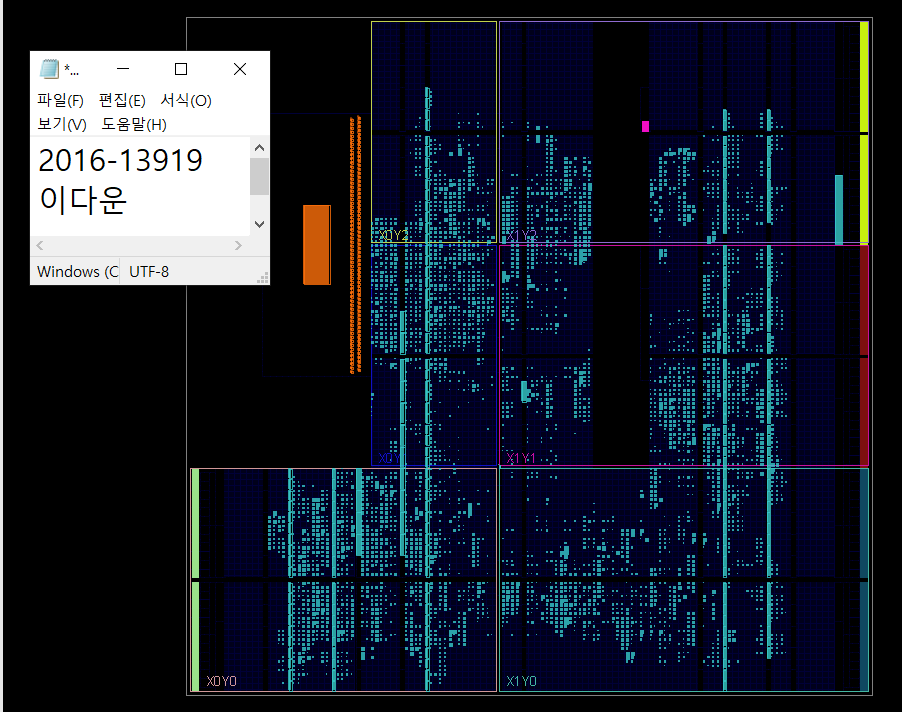 *...
파일(F) 편집(E) 서식(O)
보기(V) 도움말(H)
2016-13919
이다운
Windows (C
UTF-8
X0Y2
X1Y2
X1Y1
X0Y0
X1Y0